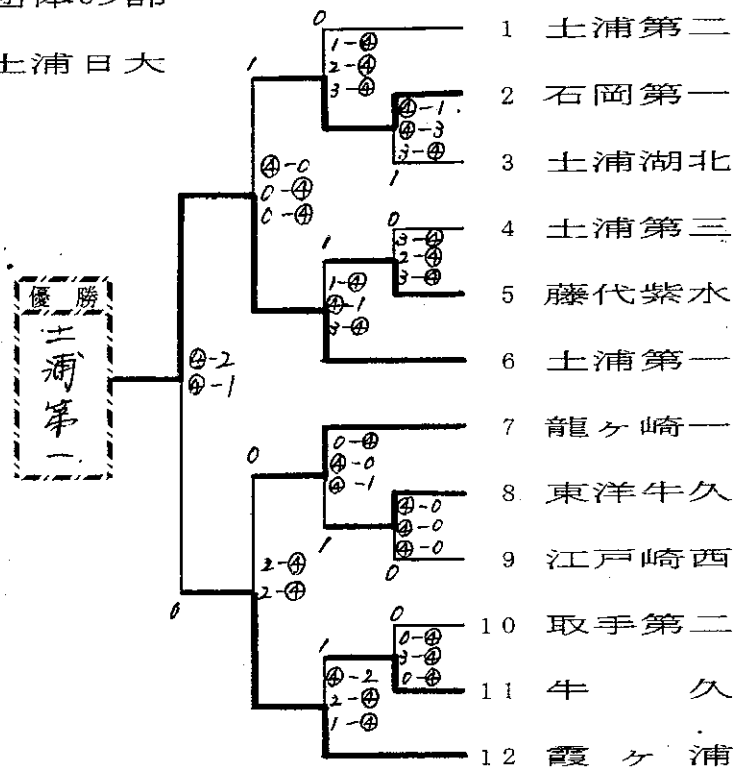 団体の部
土浦日大
優勝
土浦第一
1 土浦第二
2 石岡第一
3 土浦湖北
4 土浦第三
5 藤代紫水
6 土浦第一
7 龍ヶ崎一
8 東洋牛久
9 江戸崎西
10 取手第二
11 牛久
12 霞ヶ浦
0
1-④
2-④
3-④
④-1
④-3
3-④
1
1
④-0
0-④
0-④
0
3-④
2-④
3-④
1
1-④
④-1
3-④
④-2
④-1
0
0-④
④-0
④-1
④-0
④-0
④-0
0
1
2-④
2-④
0
0
0-④
3-④
0-④
1
④-2
2-④
1-④